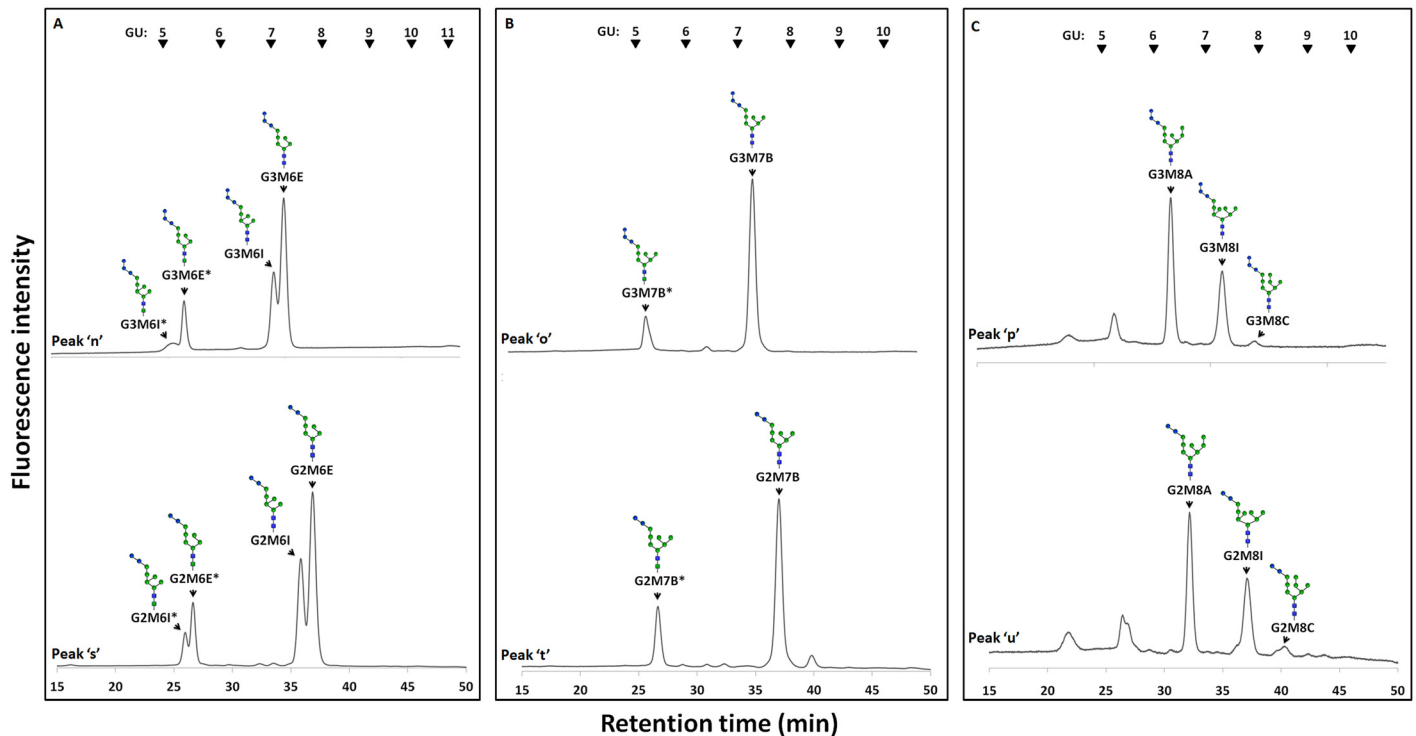 Fluorescence intensity
A
GU: 5 6 7 8 9 10 11
G3M6E
G3M6I
G3M6E*
G3M6I*
Peak ‘n’
G2M6E
G2M6I
G2M6E*
G2M6I*
Peak ‘s’
15 20 25 30 35 40 45 50
B
GU: 5 6 7 8 9 10
G3M7B
G3M7B*
Peak ‘o’
G2M7B
G2M7B*
Peak ‘t’
15 20 25 30 35 40 45 50
C
GU: 5 6 7 8 9 10
G3M8A
G3M8I
G3M8C
Peak ‘p’
G2M8A
G2M8I
G2M8C
Peak ‘u’
15 20 25 30 35 40 45 50
Retention time (min)